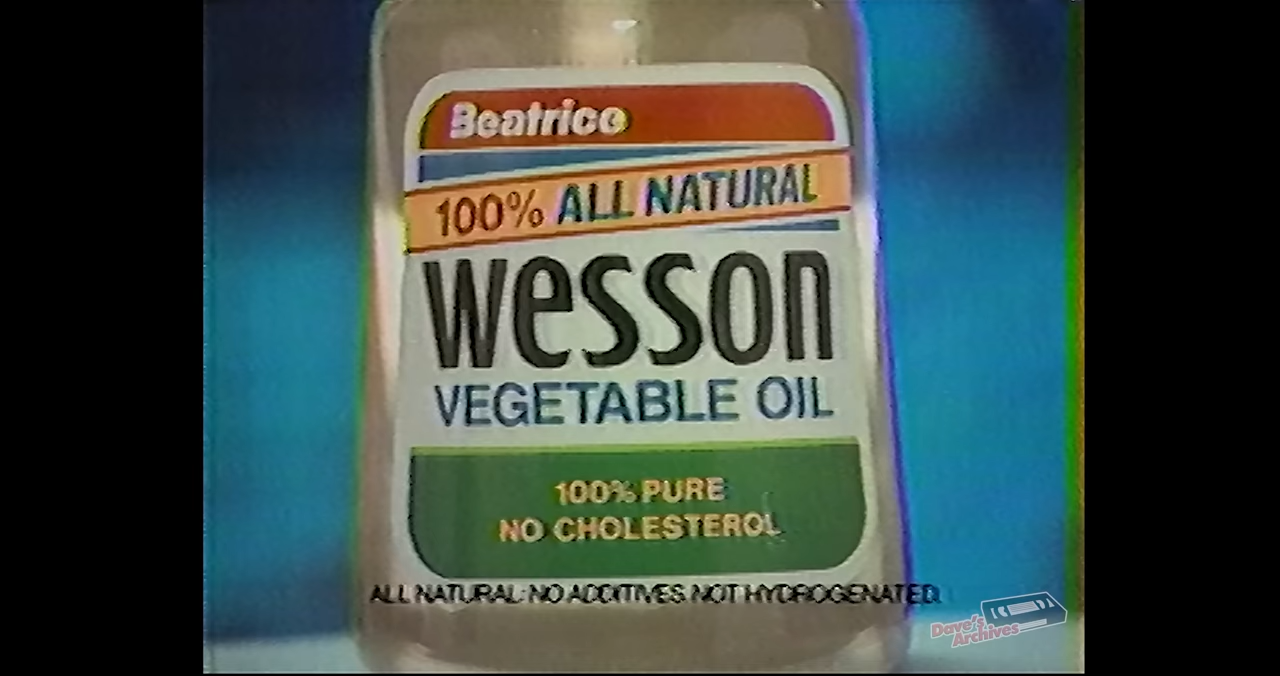 Beatrice
100% ALL NATURAL
wesson
VEGETABLE OIL
100% PURE
NO CHOLESTEROL
ALL NATURAL: NO ADDITIVES. NOT HYDROGENATED.
Dave's
Archives